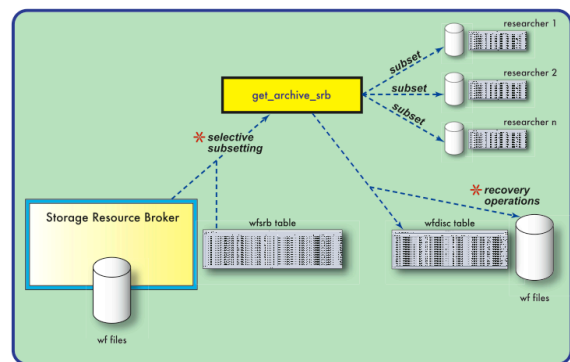 researcher 1
subset
get_archive_srb
subset
researcher 2
subset
researcher n
* selective
subsetting
* recovery
operations
Storage Resource Broker
wfsrb table
wfdisc table
wf files
wf files